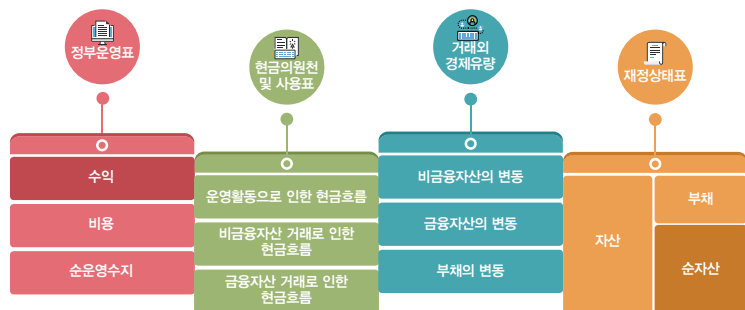 정부운영표
수익
비용
순운영수지
현금의원천
및 사용표
운영활동으로 인한 현금흐름
비금융자산 거래로 인한
현금흐름
금융자산 거래로 인한
현금흐름
거래외
경제유량
비금융자산의 변동
금융자산의 변동
부채의 변동
재정상태표
자산
부채
순자산